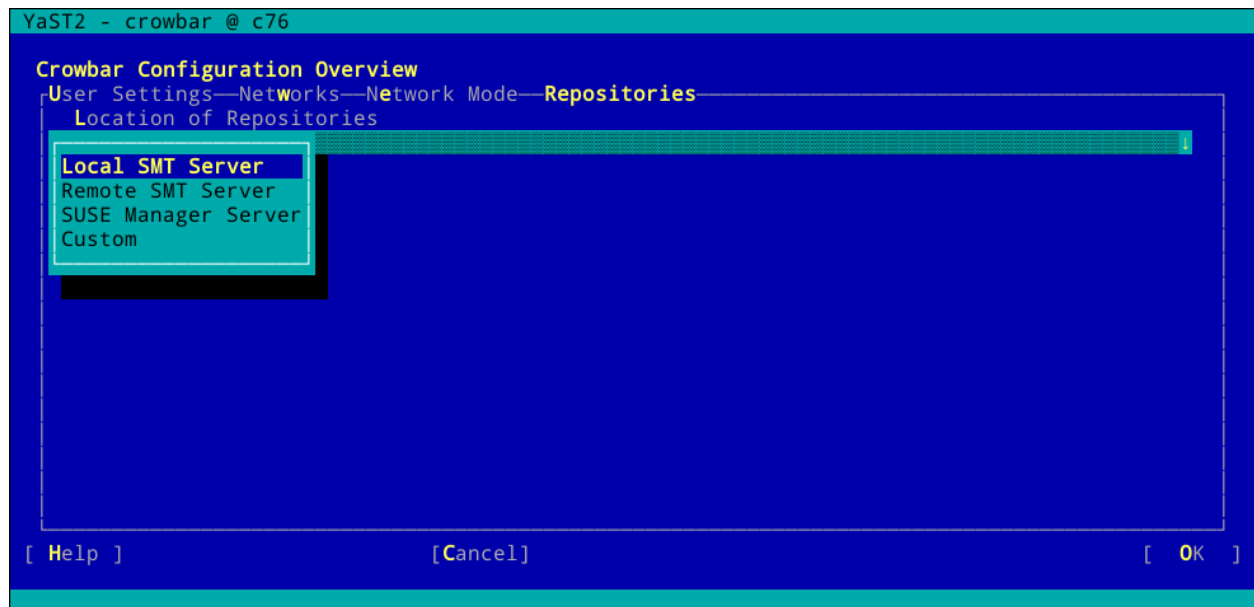 YaST2 - crowbar @ c76
Crowbar Configuration Overview
User Settings──Networks──Network Mode──Repositories
Location of Repositories
↓
Local SMT Server
Remote SMT Server
SUSE Manager Server
Custom
[ Help ] [Cancel] [ OK ]